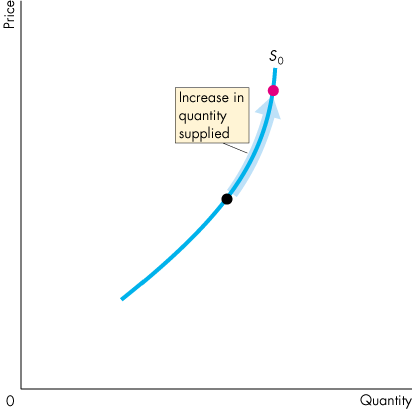 Price
S0
Increase in
quantity
supplied
0
Quantity